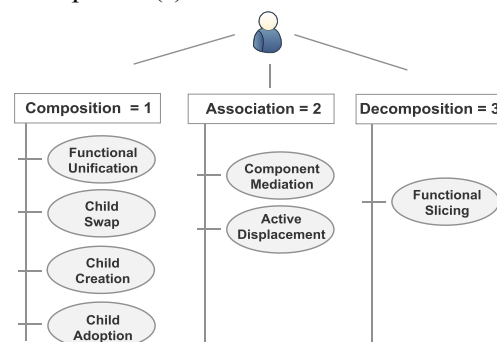 Composition = 1
Association = 2
Decomposition = 3
Functional
Unification
Child
Swap
Child
Creation
Child
Adoption
Component
Mediation
Active
Displacement
Functional
Slicing